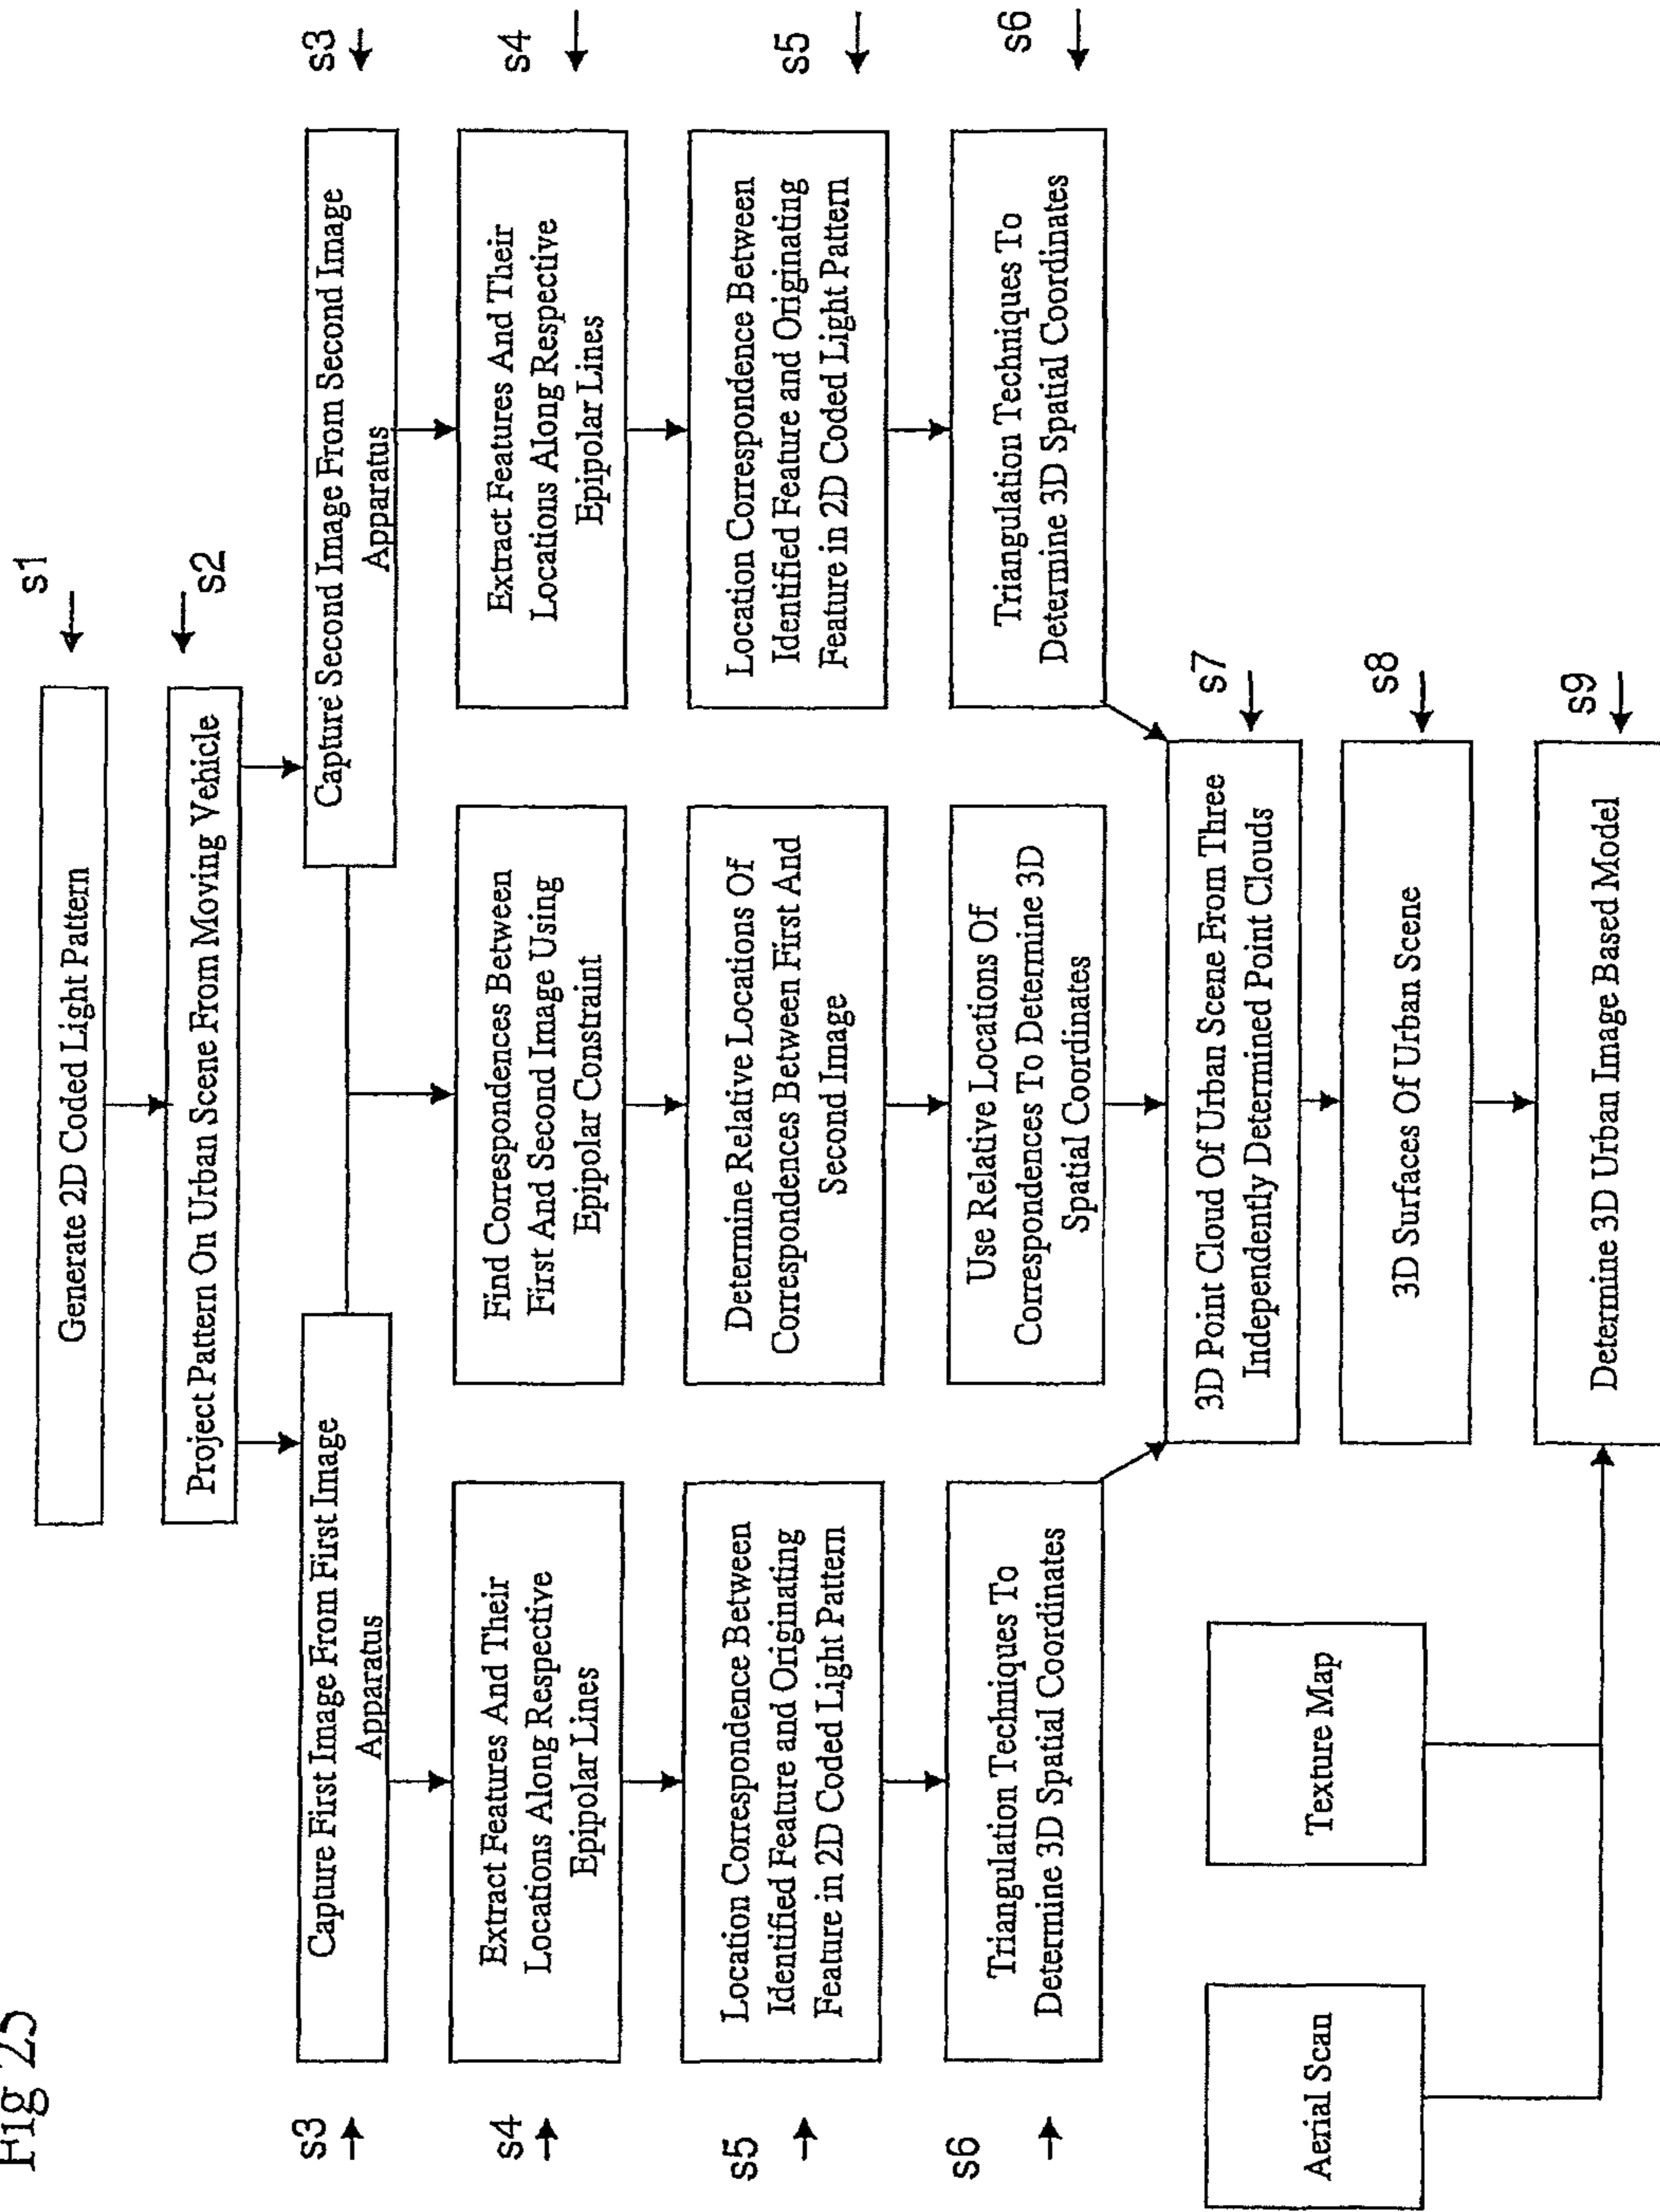 Fig 25
Generate 2D Coded Light Pattern
s1
Project Pattern On Urban Scene From Moving Vehicle
s2
s3
Capture First Image From First Image
Apparatus
Capture Second Image From Second Image
Apparatus
s3
s4
Extract Features And Their
Locations Along Respective
Epipolar Lines
Find Correspondences Between
First And Second Image Using
Epipolar Constraint
Extract Features And Their
Locations Along Respective
Epipolar Lines
s4
s5
Location Correspondence Between
Identified Feature and Originating
Feature in 2D Coded Light Pattern
Determine Relative Locations Of
Correspondences Between First And
Second Image
Location Correspondence Between
Identified Feature and Originating
Feature in 2D Coded Light Pattern
s5
s6
Triangulation Techniques To
Determine 3D Spatial Coordinates
Use Relative Locations Of
Correspondences To Determine 3D
Spatial Coordinates
Triangulation Techniques To
Determine 3D Spatial Coordinates
s6
3D Point Cloud Of Urban Scene From Three
Independently Determined Point Clouds
s7
Aerial Scan
Texture Map
3D Surfaces Of Urban Scene
s8
Determine 3D Urban Image Based Model
s9